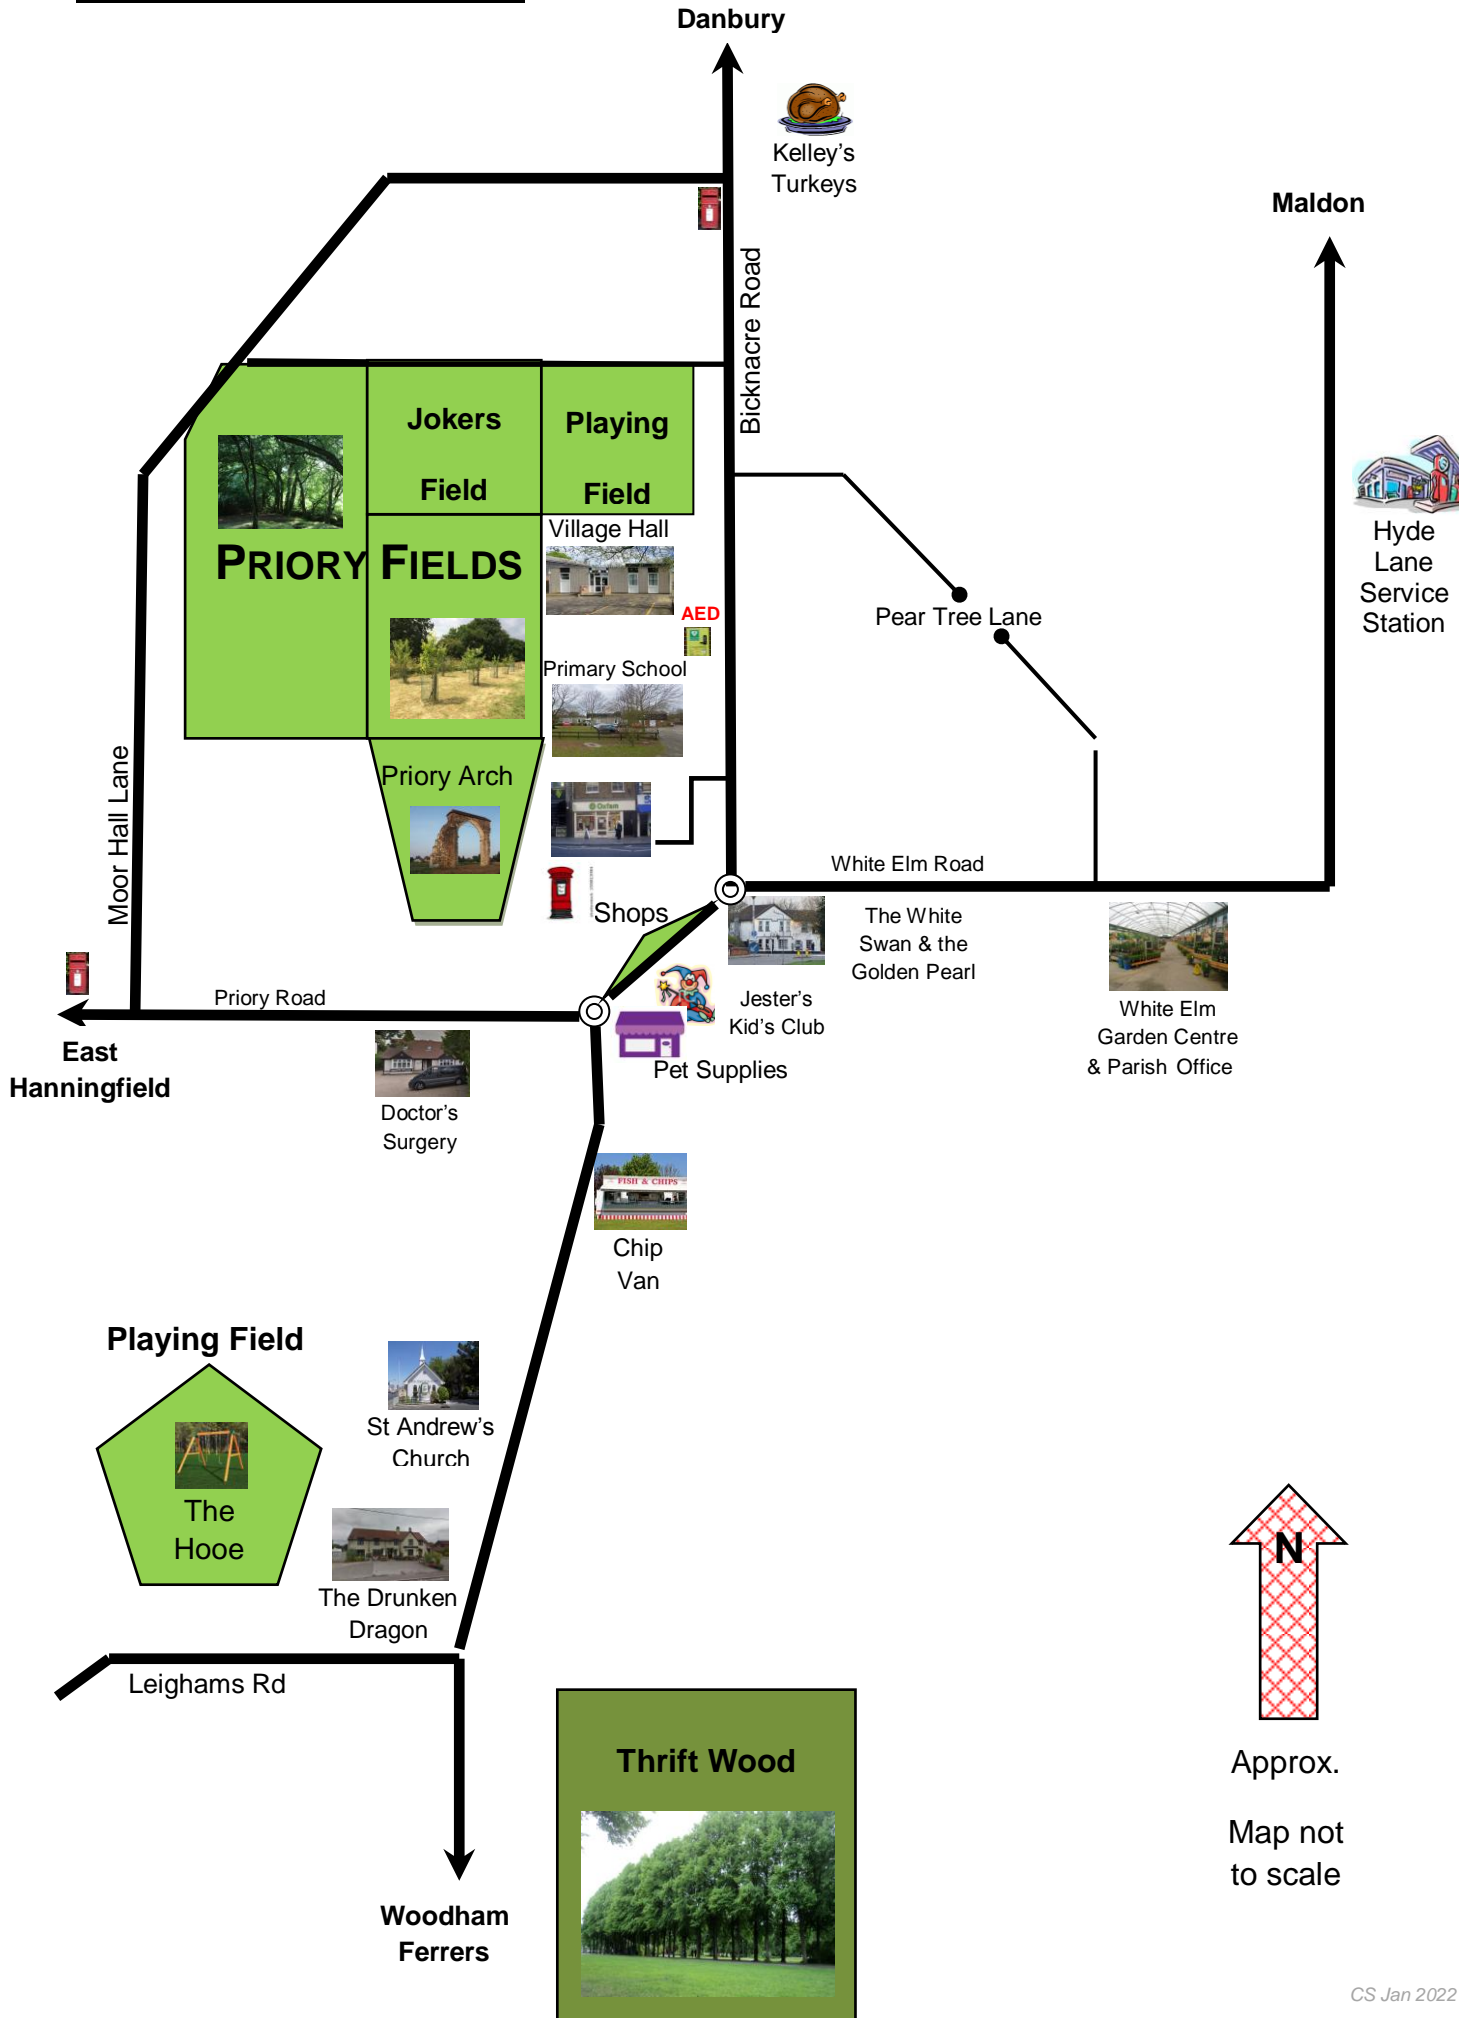 Danbury
Kelley's
Turkeys
Maldon
Bicknacre Road
Jokers
Field
Playing
Field
Village Hall
PRIORY FIELDS
AED
Pear Tree Lane
Hyde
Lane
Service
Station
Primary School
Priory Arch
Moor Hall Lane
Oxfam
Shops
White Elm Road
The White
Swan & the
Golden Pearl
Jester's
Kid's Club
White Elm
Garden Centre
& Parish Office
Priory Road
East
Hanningfield
Pet Supplies
Doctor's
Surgery
FISH & CHIPS
Chip
Van
Playing Field
St Andrew's
Church
The
Hooe
The Drunken
Dragon
Leighams Rd
N
Approx.
Map not
to scale
Thrift Wood
Woodham
Ferrers
CS Jan 2022